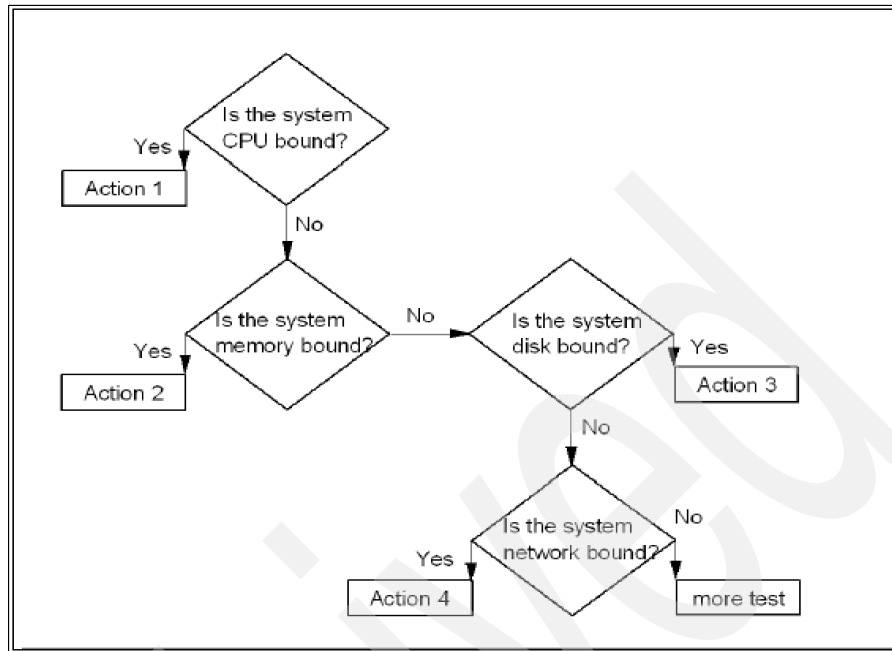 Is the system
CPU bound?
Yes
Action 1
No
Is the system
memory bound?
No
Yes
Action 2
Is the system
disk bound?
Yes
Action 3
No
Is the system
network bound?
Yes
Action 4
No
more test